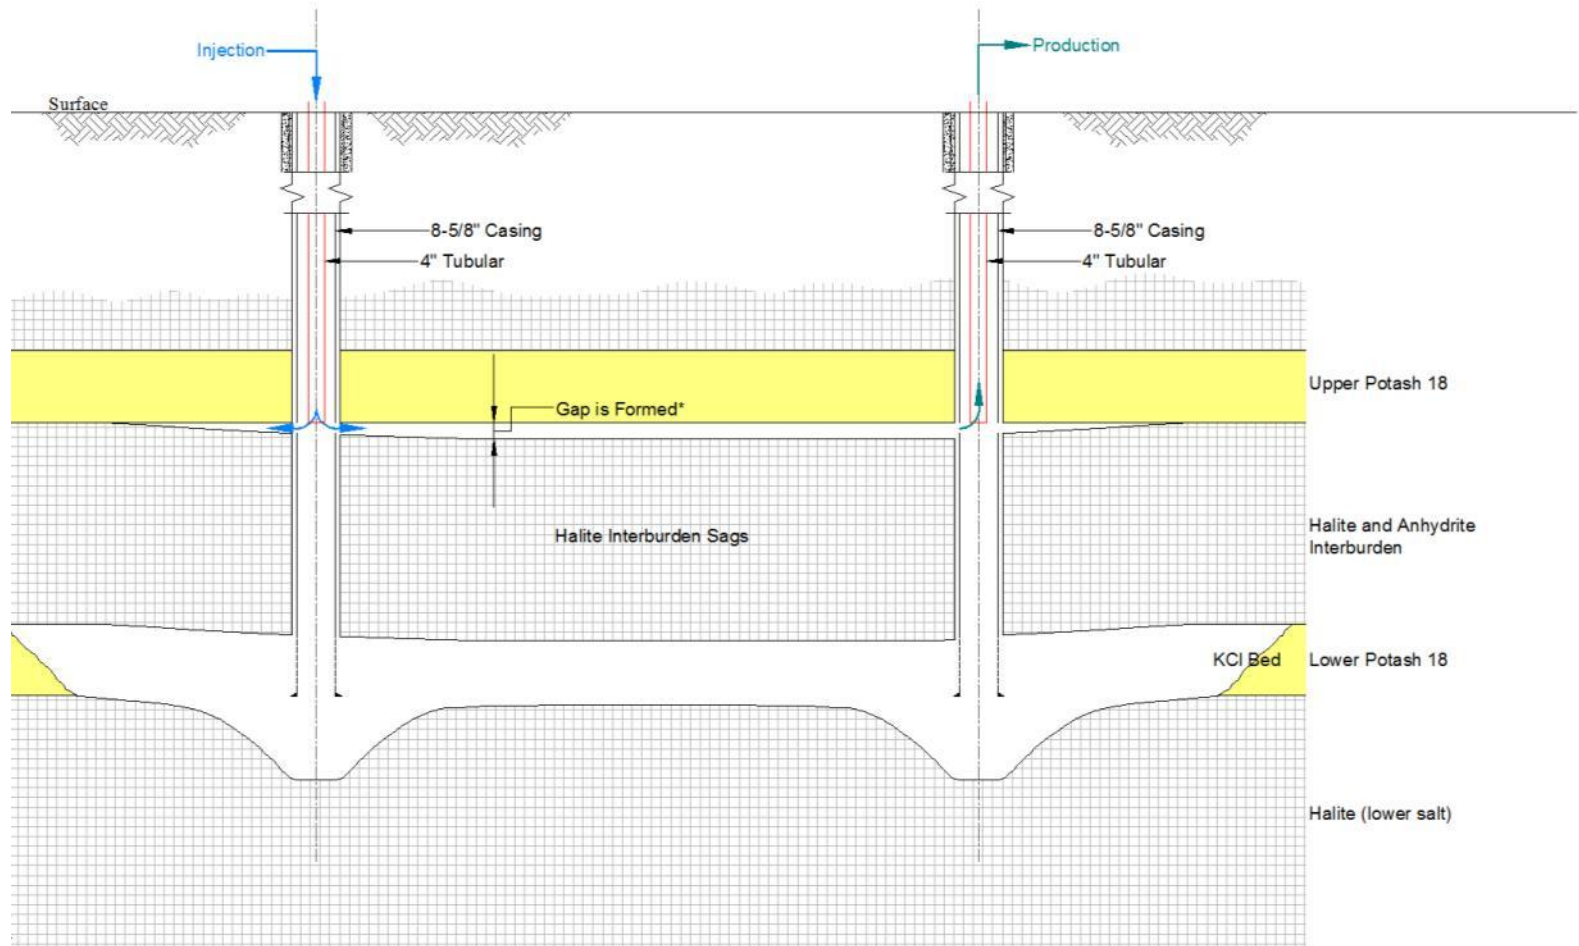 Injection
Production
Surface
8-5/8" Casing
8-5/8" Casing
4" Tubular
4" Tubular
Upper Potash 18
Gap is Formed*
Halite Interburden Sags
Halite and Anhydrite
Interburden
KCl Bed
Lower Potash 18
Halite (lower salt)